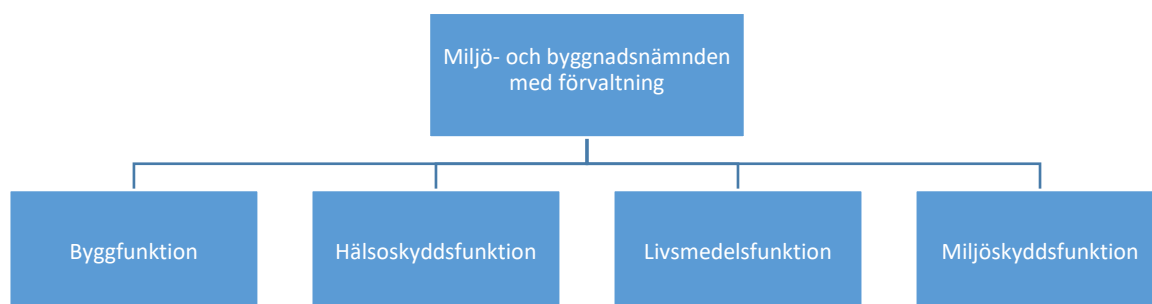 Miljö- och byggnadsnämnden
med förvaltning
Byggfunktion
Hälsoskyddsfunktion
Livsmedelsfunktion
Miljöskyddsfunktion